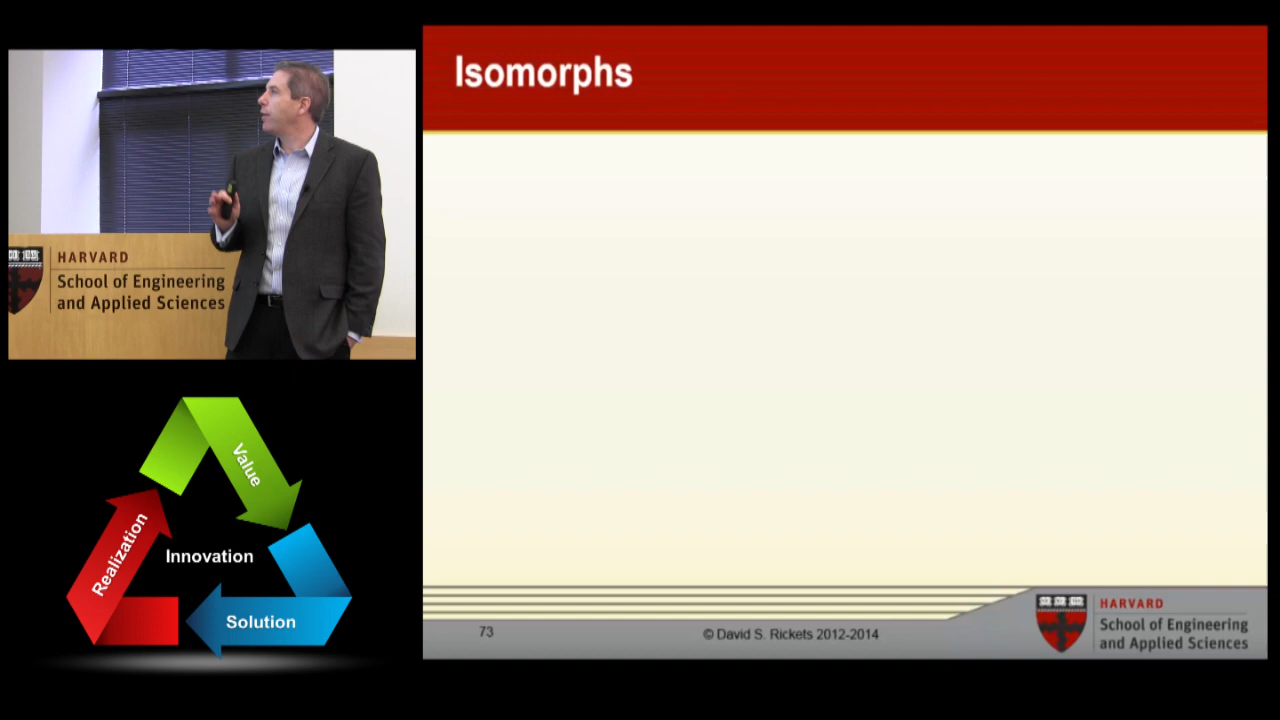 Isomorphs
HARVARD
School of Engineering
and Applied Sciences
Value
Realization
Innovation
Solution
73
© David S. Rickets 2012-2014
HARVARD
School of Engineering
and Applied Sciences